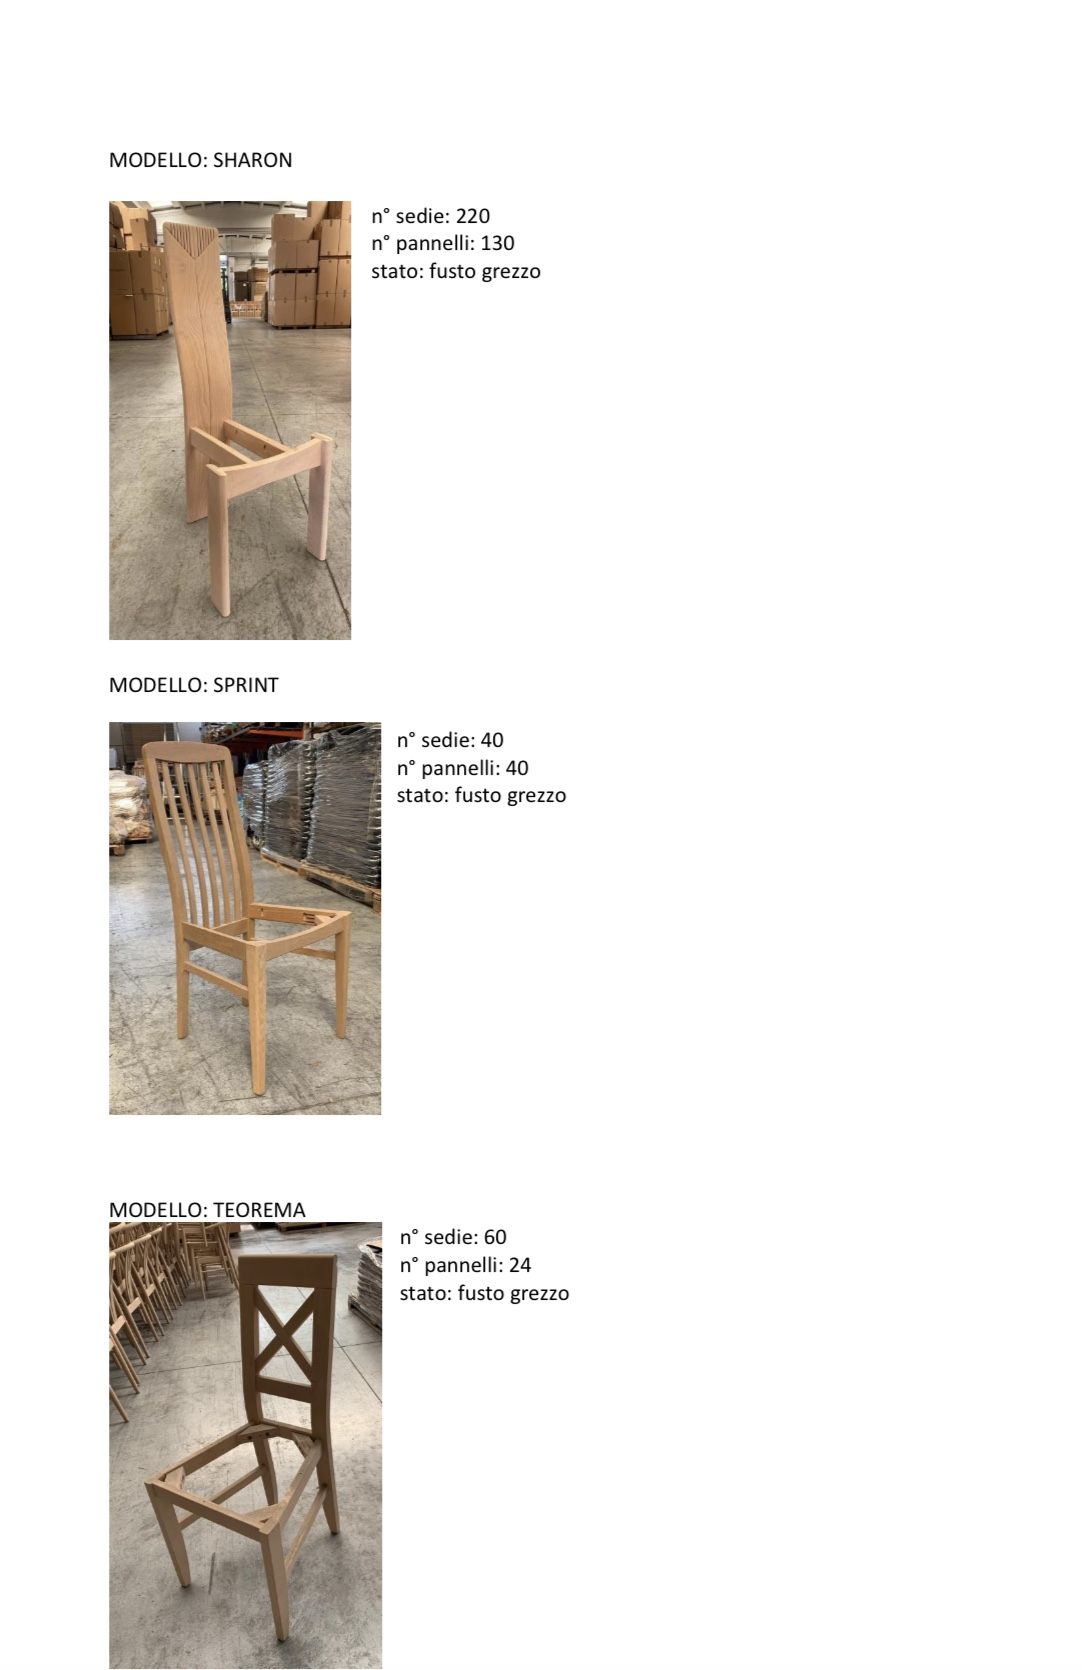 MODELLO: SHARON
n° sedie: 220
n° pannelli: 130
stato: fusto grezzo
MODELLO: SPRINT
n° sedie: 40
n° pannelli: 40
stato: fusto grezzo
MODELLO: TEOREMA
n° sedie: 60
n° pannelli: 24
stato: fusto grezzo